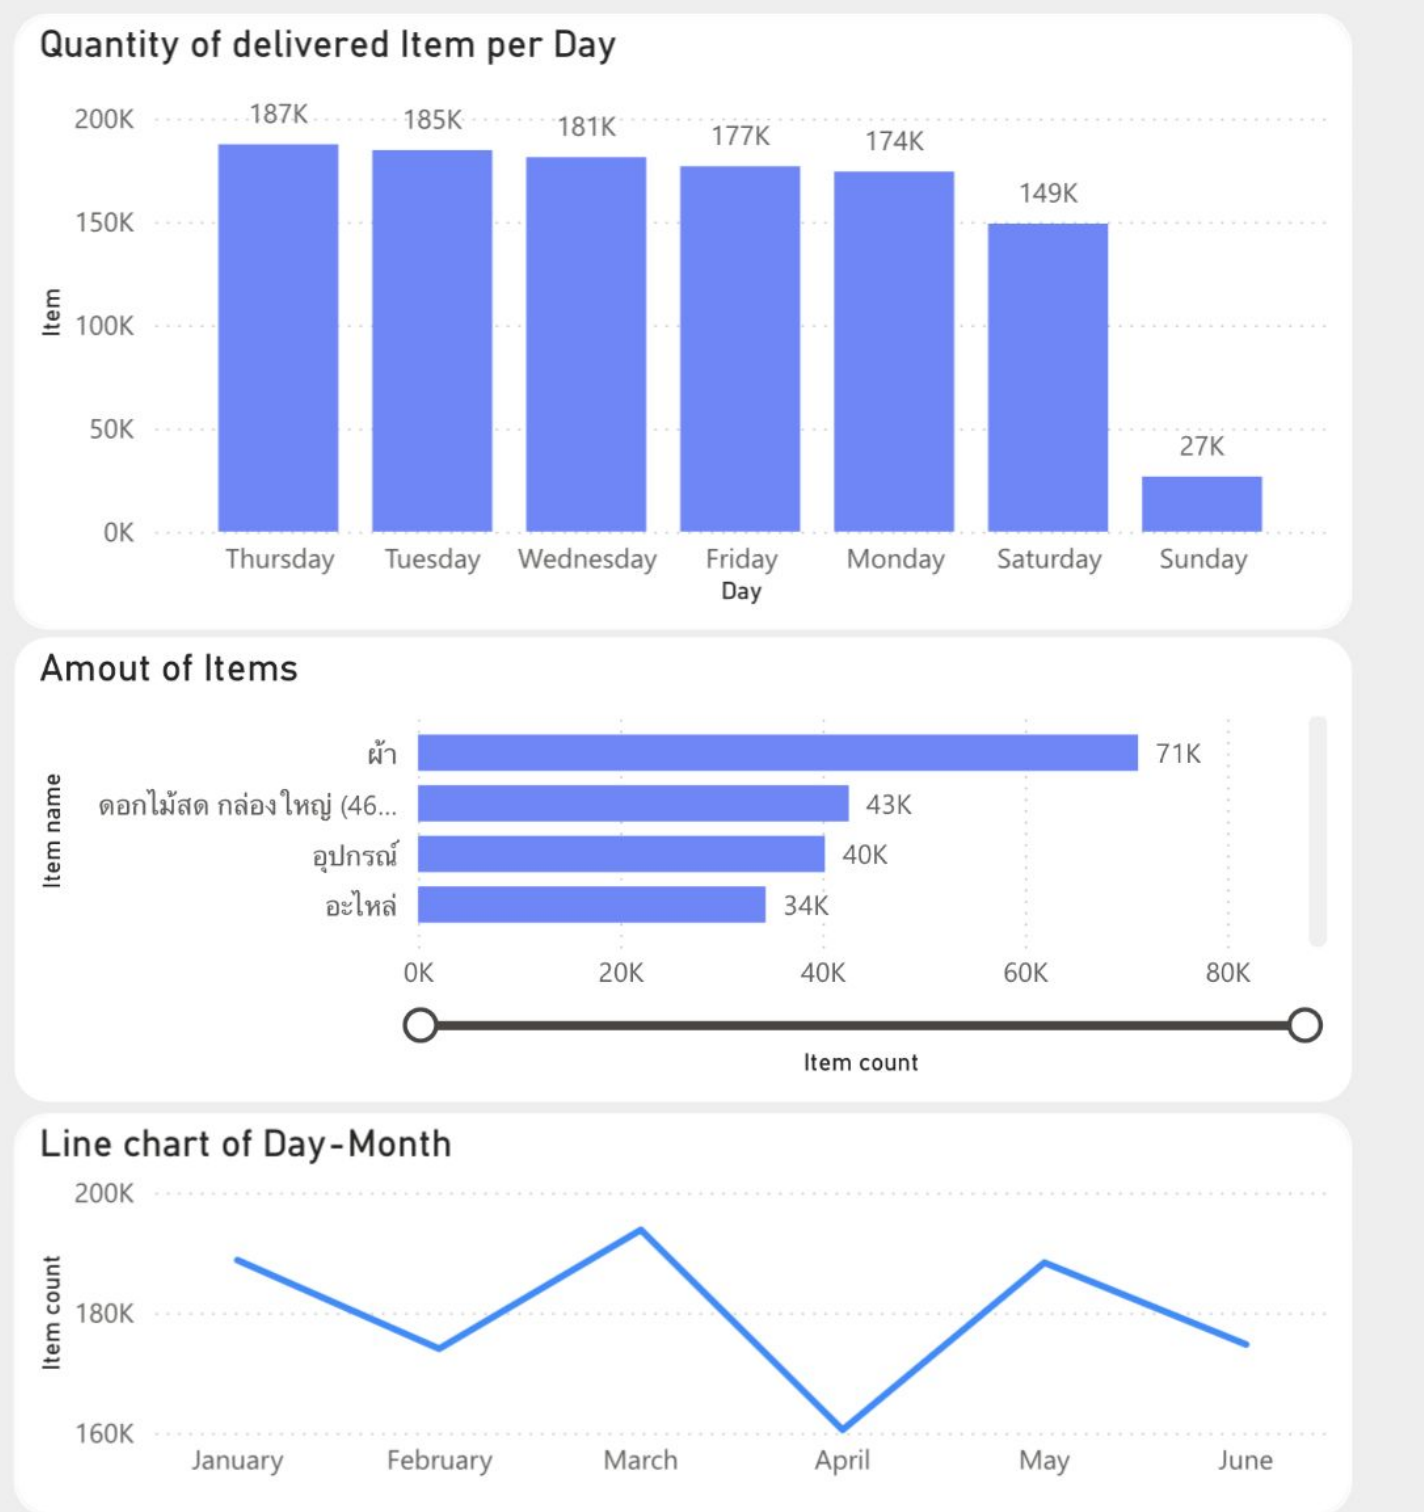 Quantity of delivered Item per Day
200K
150K
100K
50K
0K
Item
187K
185K
181K
177K
174K
149K
27K
Thursday Tuesday Wednesday Friday Monday Saturday Sunday
Day
Amout of Items
Item name
ผ้า 71K
ดอกไม้สด กล่องใหญ่ (46... 43K
อุปกรณ์ 40K
อะไหล่ 34K
0K 20K 40K 60K 80K
Item count
Line chart of Day-Month
200K
180K
160K
Item count
January February March April May June